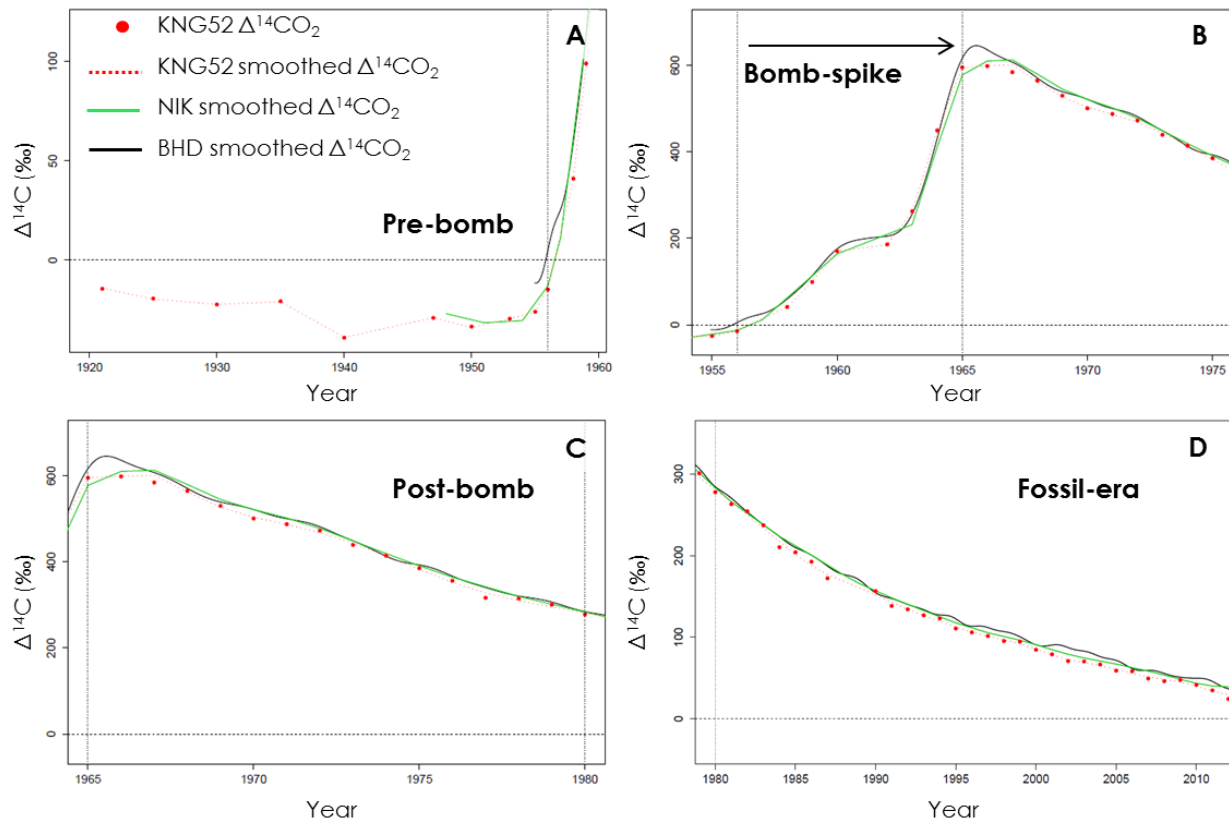 KNG52 Δ¹⁴CO₂
KNG52 smoothed Δ¹⁴CO₂
NIK smoothed Δ¹⁴CO₂
BHD smoothed Δ¹⁴CO₂
A
Pre-bomb
100
50
0
Δ¹⁴C (‰)
1920 1930 1940 1950 1960
Year
B
Bomb-spike
600
400
200
0
Δ¹⁴C (‰)
1955 1960 1965 1970 1975
Year
C
Post-bomb
600
400
200
0
Δ¹⁴C (‰)
1965 1970 1975 1980
Year
D
Fossil-era
300
200
100
0
Δ¹⁴C (‰)
1980 1985 1990 1995 2000 2005 2010
Year